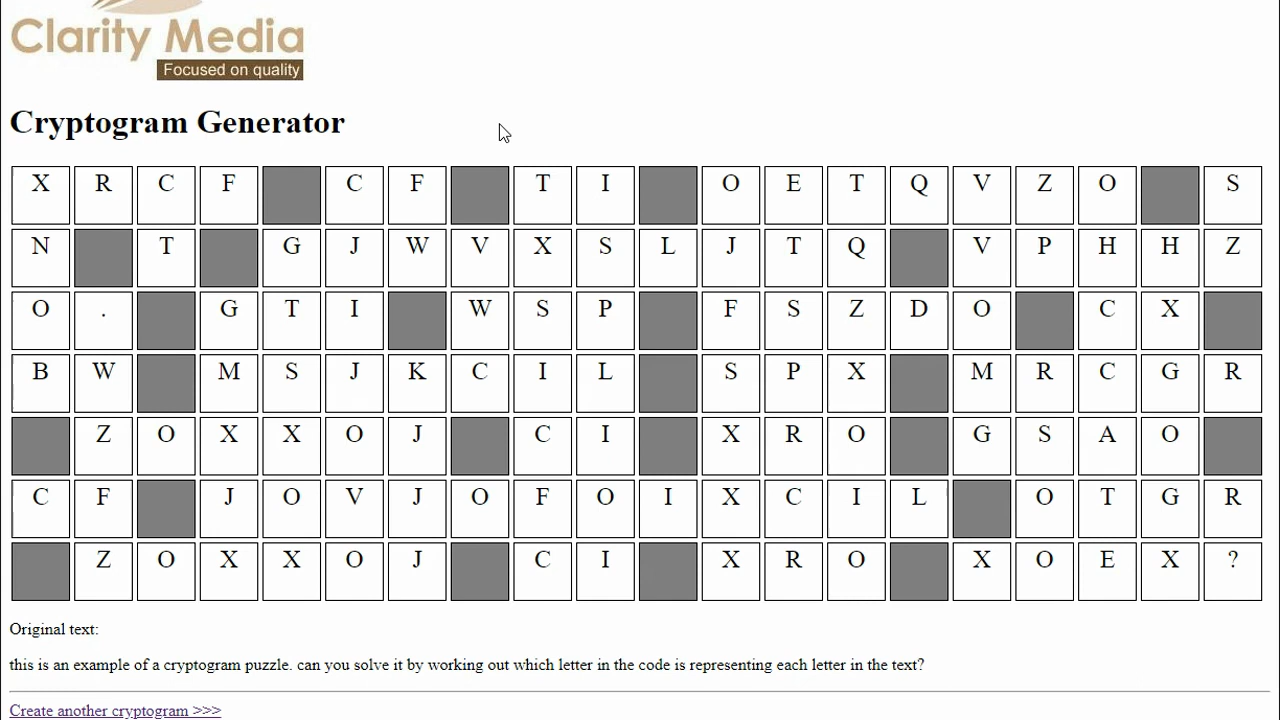 Clarity Media
Focused on quality
Cryptogram Generator
X R C F C F T I O E T Q V Z O S
N T G J W V X S L J T Q V P H H Z
O . G T I W S P F S Z D O C X
B W M S J K C I L S P X M R C G R
Z O X X O J C I X R O G S A O
C F J O V J O F O I X C I L O T G R
Z O X X O J C I X R O X O E X ?
Original text:
this is an example of a cryptogram puzzle. can you solve it by working out which letter in the code is representing each letter in the text?
Create another cryptogram >>>